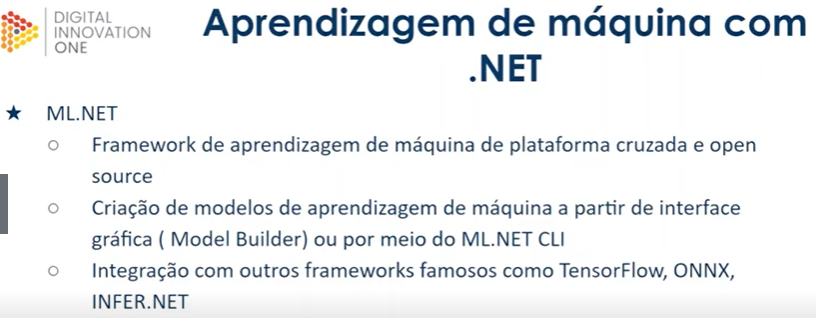 DIGITAL
INNOVATION
ONE
Aprendizagem de máquina com
.NET
★ ML.NET
○ Framework de aprendizagem de máquina de plataforma cruzada e open
source
○ Criação de modelos de aprendizagem de máquina a partir de interface
gráfica ( Model Builder) ou por meio do ML.NET CLI
○ Integração com outros frameworks famosos como TensorFlow, ONNX,
INFER.NET